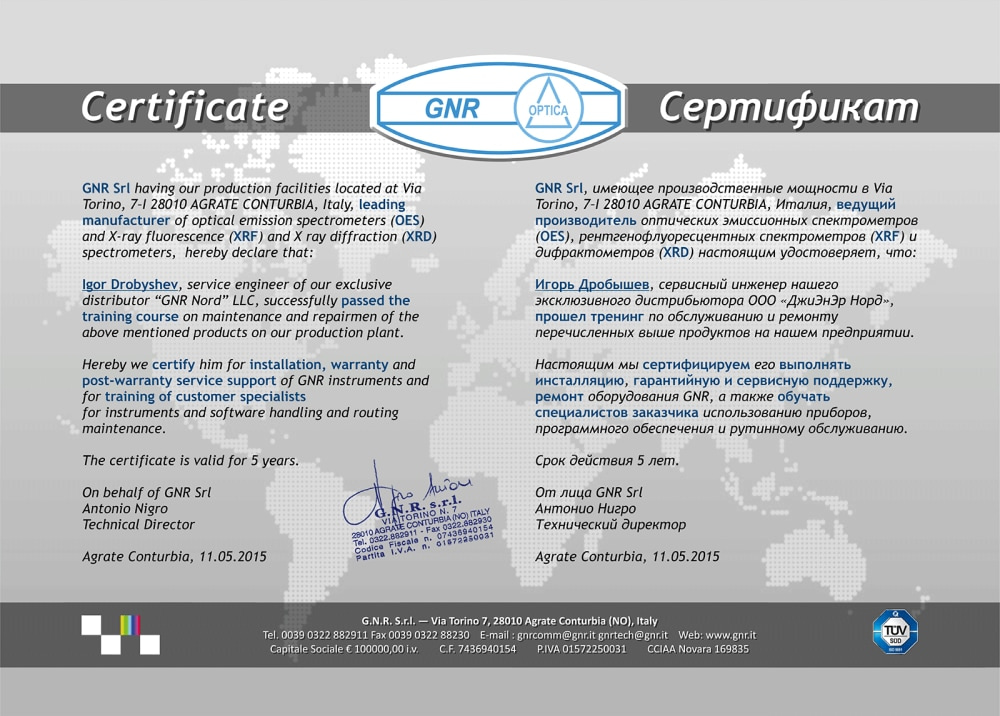 Certificate
GNR
OPTICA
Сертификат
GNR Srl having our production facilities located at Via
Torino, 7-I 28010 AGRATE CONTURBIA, Italy, leading
manufacturer of optical emission spectrometers (OES)
and X-ray fluorescence (XRF) and X ray diffraction (XRD)
spectrometers, hereby declare that:
Igor Drobyshev, service engineer of our exclusive
distributor “GNR Nord” LLC, successfully passed the
training course on maintenance and repairmen of the
above mentioned products on our production plant.
Hereby we certify him for installation, warranty and
post-warranty service support of GNR instruments and
for training of customer specialists
for instruments and software handling and routing
maintenance.
The certificate is valid for 5 years.
On behalf of GNR Srl
Antonio Nigro
Technical Director
Agrate Conturbia, 11.05.2015
G.N.R. s.r.l.
VIA TORINO N. 7
28010 AGRATE CONTURBIA (NO) ITALY
Tel. 0322.882911 - Fax 0322.882930
Codice Fiscale n. 07436940154
Partita I.V.A. n. 01572250031
GNR Srl, имеющее производственные мощности в Via
Torino, 7-I 28010 AGRATE CONTURBIA, Италия, ведущий
производитель оптических эмиссионных спектрометров
(OES), рентгенофлуоресцентных спектрометров (XRF) и
дифрактометров (XRD) настоящим удостоверяет, что:
Игорь Дробышев, сервисный инженер нашего
эксклюзивного дистрибьютора ООО «ДжиЭнЭр Норд»,
прошел тренинг по обслуживанию и ремонту
перечисленных выше продуктов на нашем предприятии.
Настоящим мы сертифицируем его выполнять
инсталляцию, гарантийную и сервисную поддержку,
ремонт оборудования GNR, а также обучать
специалистов заказчика использованию приборов,
программного обеспечения и рутинному обслуживанию.
Срок действия 5 лет.
От лица GNR Srl
Антонио Нигро
Технический директор
Agrate Conturbia, 11.05.2015
G.N.R. S.r.l. — Via Torino 7, 28010 Agrate Conturbia (NO), Italy
Tel. 0039 0322 882911 Fax 0039 0322 88230 E-mail : gnrcomm@gnr.it gnrtech@gnr.it Web: www.gnr.it
Capitale Sociale € 100000,00 i.v. C.F. 7436940154 P.IVA 01572250031 CCIAA Novara 169835
TÜV
SÜD
ISO 9001